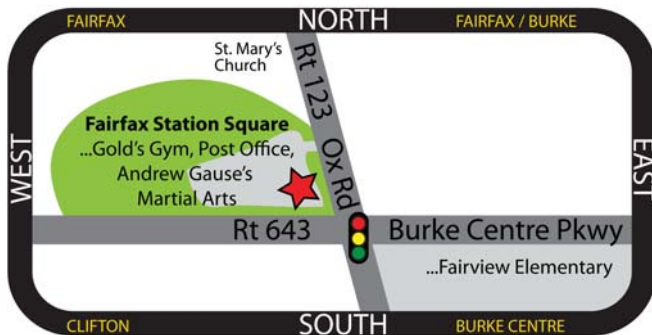 FAIRFAX
NORTH
FAIRFAX / BURKE
St. Mary's
Church
Rt 123
Ox Rd
Fairfax Station Square
...Gold's Gym, Post Office,
Andrew Gause's
Martial Arts
WEST
EAST
Rt 643
Burke Centre Pkwy
...Fairview Elementary
CLIFTON
SOUTH
BURKE CENTRE